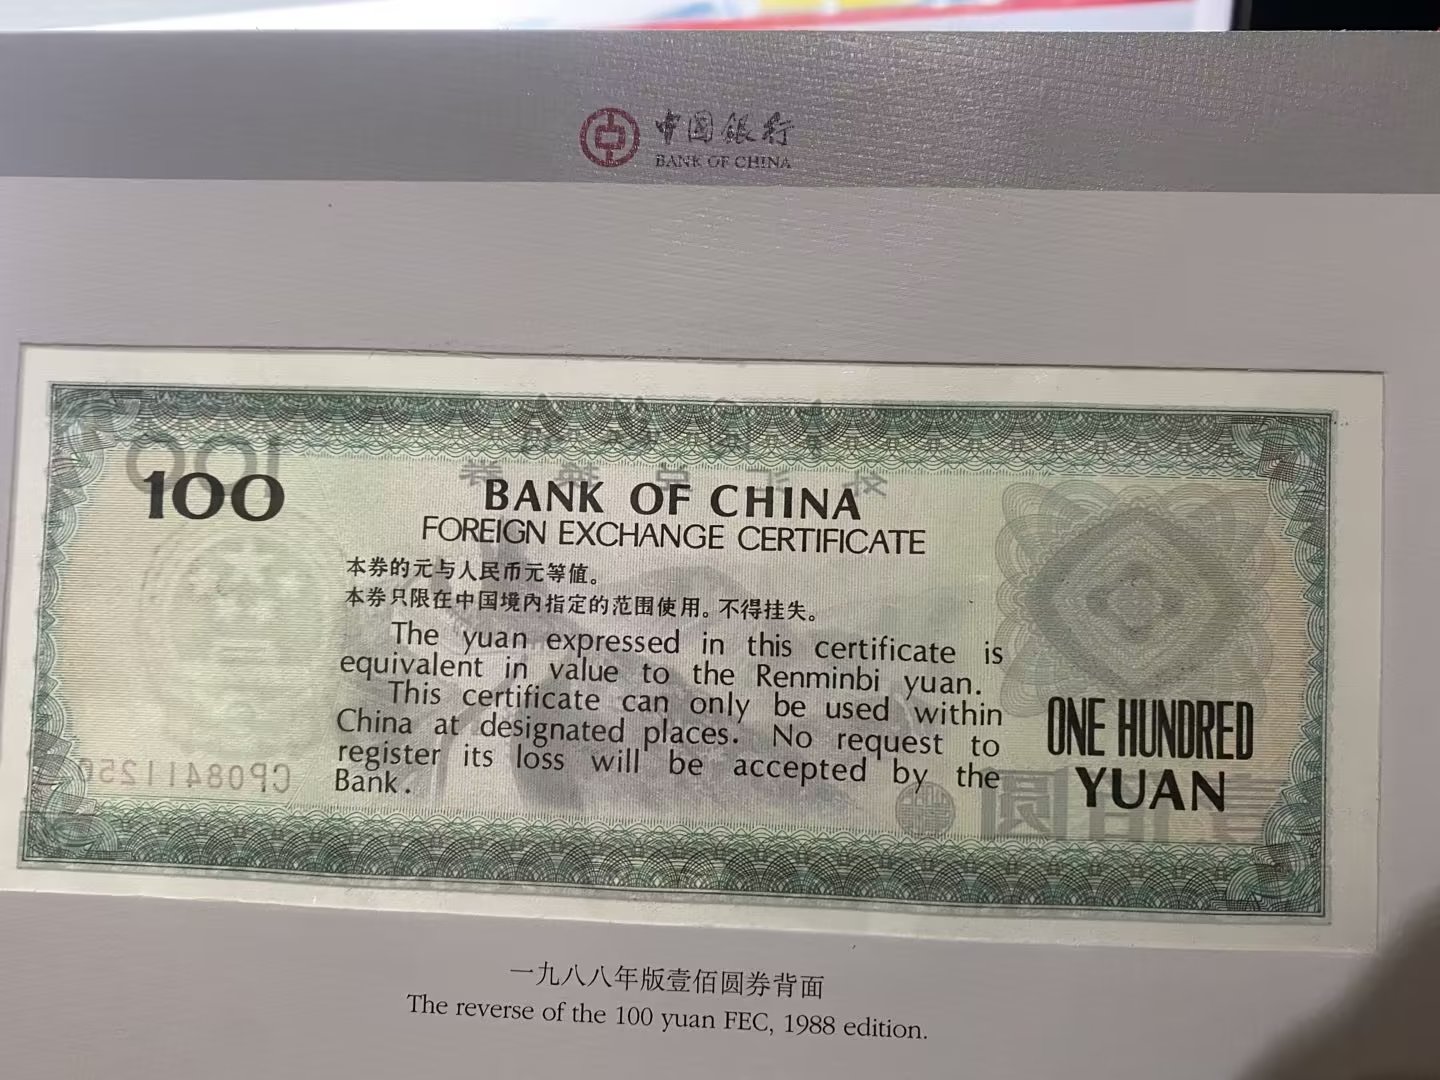 中国银行
BANK OF CHINA
100
BANK OF CHINA
FOREIGN EXCHANGE CERTIFICATE
本券的元与人民币元等值。
本券只限在中国境内指定的范围使用。不得挂失。
The yuan expressed in this certificate is
equivalent in value to the Renminbi yuan.
This certificate can only be used within
China at designated places. No request to
register its loss will be accepted by the
Bank.
ONE HUNDRED
YUAN
一九八八年版壹佰圆券背面
The reverse of the 100 yuan FEC, 1988 edition.